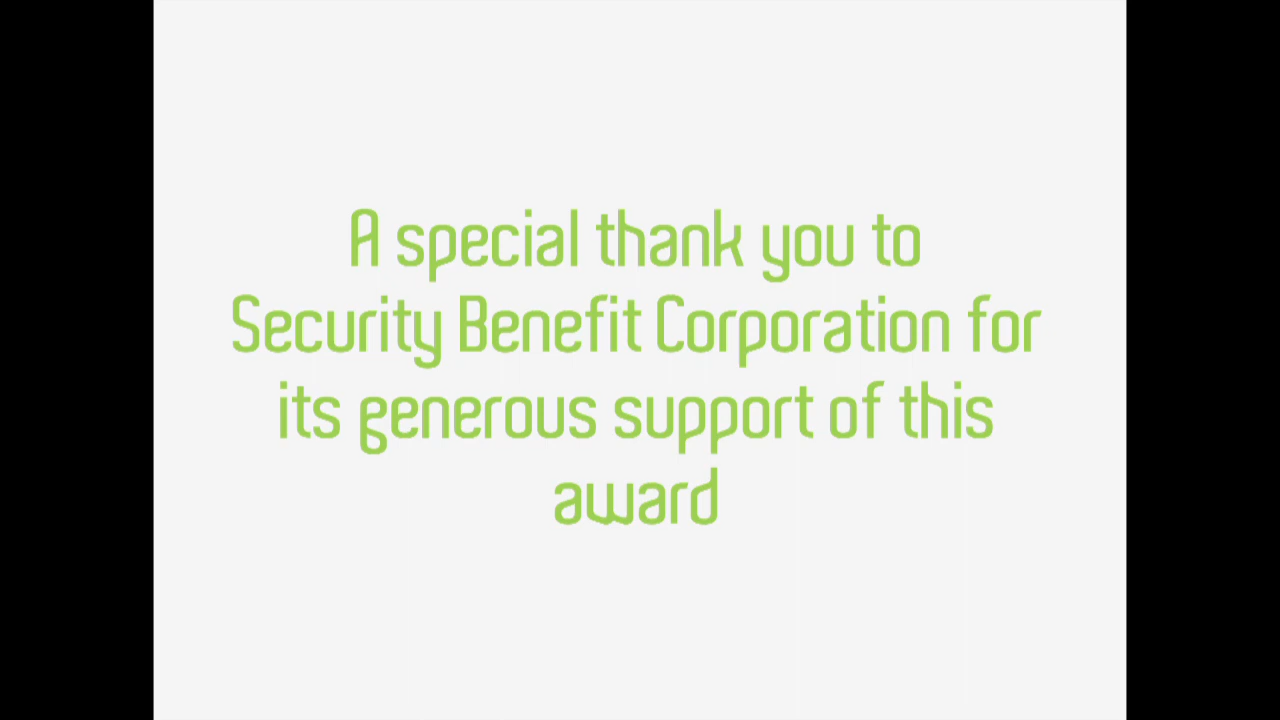 A special thank you to
Security Benefit Corporation for
its generous support of this
award